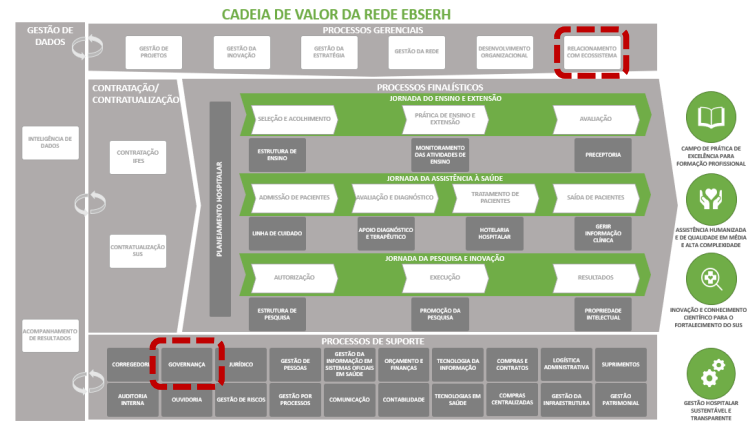 CADEIA DE VALOR DA REDE EBSERH
GESTÃO DE
DADOS
INTELIGÊNCIA DE
DADOS
ACOMPANHAMENTO
DE RESULTADOS
PROCESSOS GERENCIAIS
GESTÃO DE
PROJETOS
GESTÃO DA
INOVAÇÃO
GESTÃO DA
ESTRATÉGIA
GESTÃO DA REDE
DESENVOLVIMENTO
ORGANIZACIONAL
RELACIONAMENTO
COM ECOSISTEMA
CONTRATAÇÃO/
CONTRATUALIZAÇÃO
CONTRATAÇÃO
IFES
CONTRATUALIZAÇÃO
SUS
PROCESSOS FINALÍSTICOS
PLANEJAMENTO HOSPITALAR
JORNADA DO ENSINO E EXTENSÃO
SELEÇÃO E ACOLHIMENTO
PRÁTICA DE ENSINO E
EXTENSÃO
AVALIAÇÃO
ESTRUTURA DE
ENSINO
MONITORAMENTO
DAS ATIVIDADES DE
ENSINO
PRECEPTORIA
JORNADA DA ASSISTÊNCIA À SAÚDE
ADMISSÃO DE PACIENTES
AVALIAÇÃO E DIAGNÓSTICO
TRATAMENTO DE
PACIENTES
SAÍDA DE PACIENTES
LINHA DE CUIDADO
APOIO DIAGNÓSTICO
E TERAPÊUTICO
HOTELARIA
HOSPITALAR
GERIR
INFORMAÇÃO
CLÍNICA
JORNADA DA PESQUISA E INOVAÇÃO
AUTORIZAÇÃO
EXECUÇÃO
RESULTADOS
ESTRUTURA DE
PESQUISA
PROMOÇÃO DA
PESQUISA
PROPRIEDADE
INTELECTUAL
CAMPO DE PRÁTICA DE
EXCELÊNCIA PARA
FORMAÇÃO PROFISSIONAL
ASSISTÊNCIA HUMANIZADA
E DE QUALIDADE EM MÉDIA
E ALTA COMPLEXIDADE
INOVAÇÃO E CONHECIMENTO
CIENTÍFICO PARA O
FORTALECIMENTO DO SUS
GESTÃO HOSPITALAR
SUSTENTÁVEL E
TRANSPARENTE
PROCESSOS DE SUPORTE
CORREGEDORIA
GOVERNANÇA
JURÍDICO
GESTÃO DE
PESSOAS
GESTÃO DA
INFORMAÇÃO EM
SISTEMAS OFICIAIS
EM SAÚDE
ORÇAMENTO E
FINANÇAS
TECNOLOGIA DA
INFORMAÇÃO
COMPRAS E
CONTRATOS
LOGÍSTICA
ADMINISTRATIVA
SUPRIMENTOS
AUDITORIA
INTERNA
OUVIDORIA
GESTÃO DE RISCOS
GESTÃO POR
PROCESSOS
COMUNICAÇÃO
CONTABILIDADE
TECNOLOGIAS EM
SAÚDE
COMPRAS
CENTRALIZADAS
GESTÃO DA
INFRAESTRUTURA
GESTÃO
PATRIMONIAL